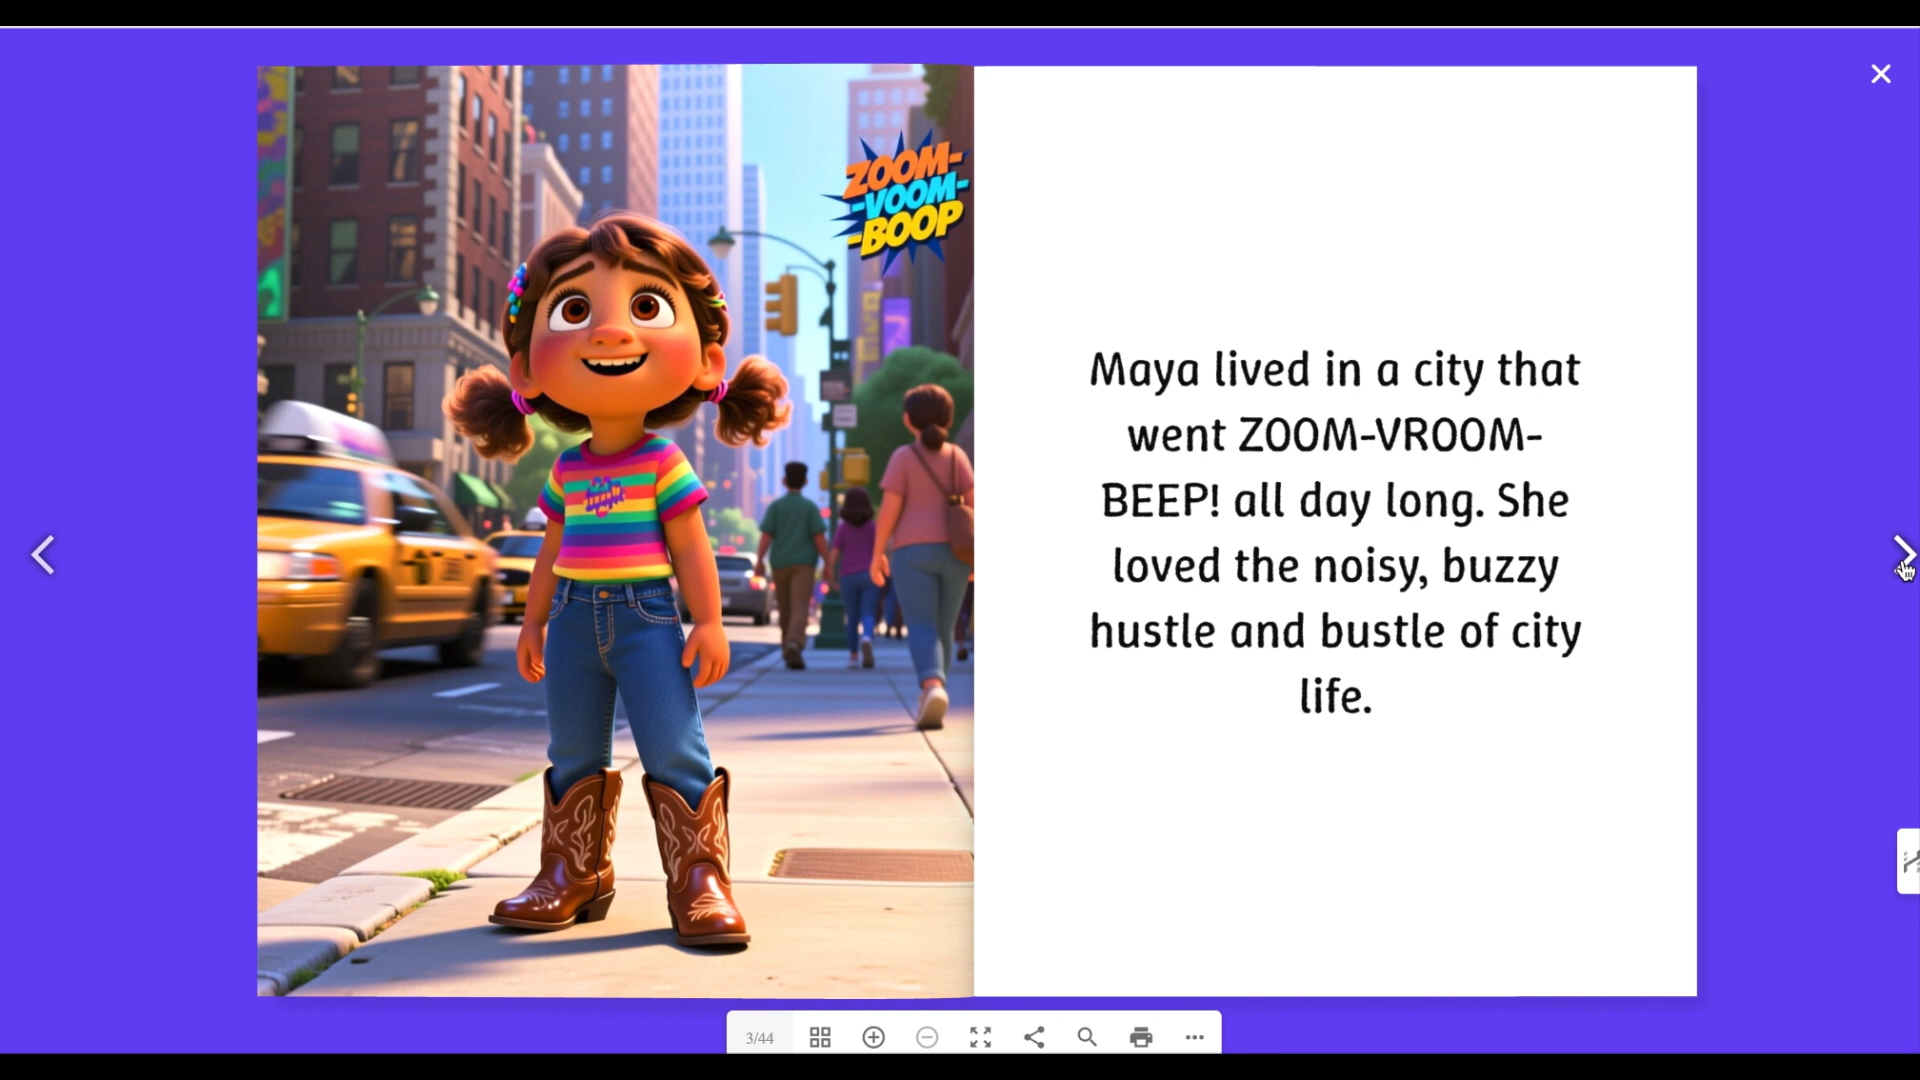 ZOOM-
-VOOM-
-BOOP
Maya lived in a city that
went ZOOM-VROOM-
BEEP! all day long. She
loved the noisy, buzzy
hustle and bustle of city
life.
3/44